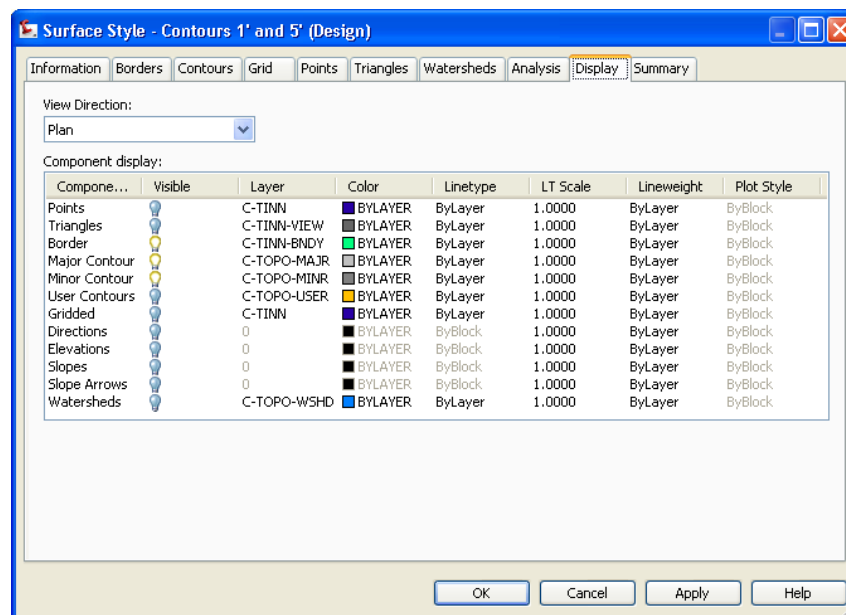 Surface Style - Contours 1' and 5' (Design)
Information Borders Contours Grid Points Triangles Watersheds Analysis Display Summary
View Direction:
Plan
Component display:
Compone... Visible Layer Color Linetype LT Scale Lineweight Plot Style
Points C-TINN BYLAYER ByLayer 1.0000 ByLayer ByBlock
Triangles C-TINN-VIEW BYLAYER ByLayer 1.0000 ByLayer ByBlock
Border C-TINN-BNDY BYLAYER ByLayer 1.0000 ByLayer ByBlock
Major Contour C-TOPO-MAJR BYLAYER ByLayer 1.0000 ByLayer ByBlock
Minor Contour C-TOPO-MINR BYLAYER ByLayer 1.0000 ByLayer ByBlock
User Contours C-TOPO-USER BYLAYER ByLayer 1.0000 ByLayer ByBlock
Gridded C-TINN BYLAYER ByLayer 1.0000 ByLayer ByBlock
Directions 0 BYLAYER ByBlock 1.0000 ByLayer ByBlock
Elevations 0 BYLAYER ByBlock 1.0000 ByLayer ByBlock
Slopes 0 BYLAYER ByBlock 1.0000 ByLayer ByBlock
Slope Arrows 0 BYLAYER ByBlock 1.0000 ByLayer ByBlock
Watersheds C-TOPO-WSHD BYLAYER ByLayer 1.0000 ByLayer ByBlock
OK Cancel Apply Help